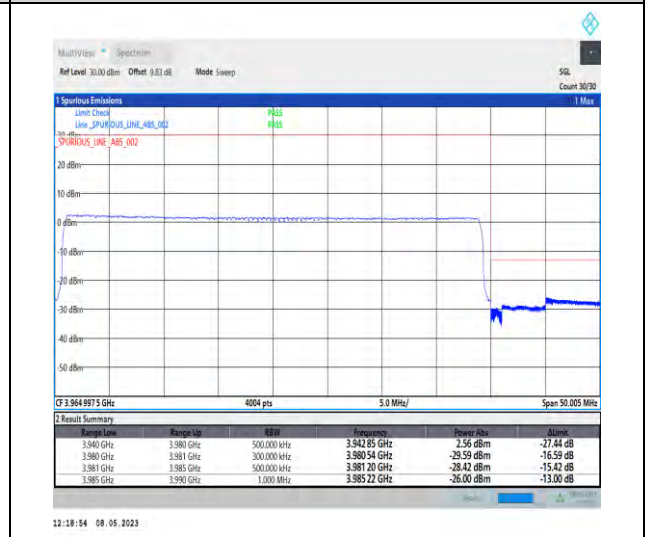 MultiView Spectrum
Ref Level 30.00 dBm Offset 9.83 dB Mode Sweep SGL
Count 30/30
1 Spurious Emissions 1 Max
Limit Check PASS
Line _SPURIOUS_LINE_ABS_002 PASS
30 dBm
_SPURIOUS_LINE_ABS_002
20 dBm
10 dBm
0 dBm
-10 dBm
-20 dBm
-30 dBm
-40 dBm
-50 dBm
CF 3.964 997 5 GHz 4004 pts 5.0 MHz/ Span 50.005 MHz
2 Result Summary
Range Low Range Up RBW Frequency Power Abs ΔLimit
3.940 GHz 3.980 GHz 500.000 kHz 3.942 85 GHz 2.56 dBm -27.44 dB
3.980 GHz 3.981 GHz 300.000 kHz 3.980 54 GHz -29.59 dBm -16.59 dB
3.981 GHz 3.985 GHz 500.000 kHz 3.981 20 GHz -28.42 dBm -15.42 dB
3.985 GHz 3.990 GHz 1.000 MHz 3.985 22 GHz -26.00 dBm -13.00 dB
12:18:54 08.05.2023